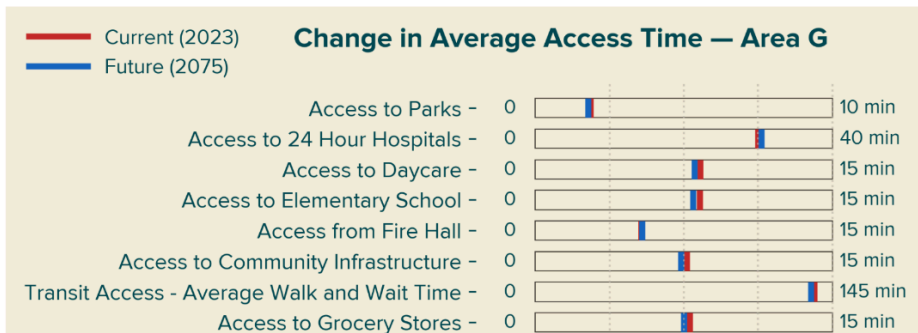 Current (2023)
Future (2075)
Change in Average Access Time — Area G
Access to Parks - 0 10 min
Access to 24 Hour Hospitals - 0 40 min
Access to Daycare - 0 15 min
Access to Elementary School - 0 15 min
Access from Fire Hall - 0 15 min
Access to Community Infrastructure - 0 15 min
Transit Access - Average Walk and Wait Time - 0 145 min
Access to Grocery Stores - 0 15 min